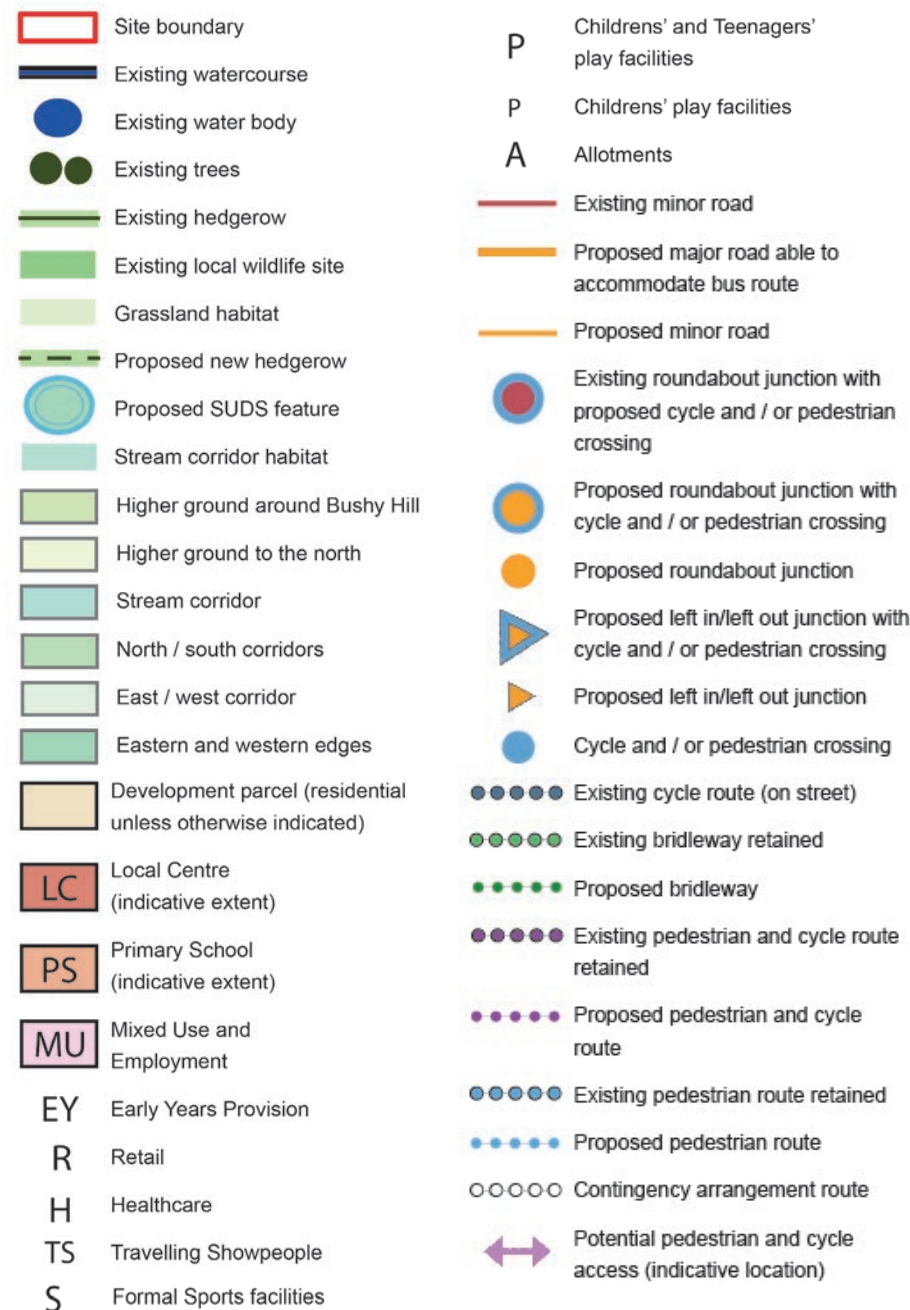 Site boundary
Existing watercourse
Existing water body
Existing trees
Existing hedgerow
Existing local wildlife site
Grassland habitat
Proposed new hedgerow
Proposed SUDS feature
Stream corridor habitat
Higher ground around Bushy Hill
Higher ground to the north
Stream corridor
North / south corridors
East / west corridor
Eastern and western edges
Development parcel (residential
unless otherwise indicated)
LC Local Centre
(indicative extent)
PS Primary School
(indicative extent)
MU Mixed Use and
Employment
EY Early Years Provision
R Retail
H Healthcare
TS Travelling Showpeople
S Formal Sports facilities
P Childrens' and Teenagers'
play facilities
P Childrens' play facilities
A Allotments
Existing minor road
Proposed major road able to
accommodate bus route
Proposed minor road
Existing roundabout junction with
proposed cycle and / or pedestrian
crossing
Proposed roundabout junction with
cycle and / or pedestrian crossing
Proposed roundabout junction
Proposed left in/left out junction with
cycle and / or pedestrian crossing
Proposed left in/left out junction
Cycle and / or pedestrian crossing
Existing cycle route (on street)
Existing bridleway retained
Proposed bridleway
Existing pedestrian and cycle route
retained
Proposed pedestrian and cycle
route
Existing pedestrian route retained
Proposed pedestrian route
Contingency arrangement route
Potential pedestrian and cycle
access (indicative location)